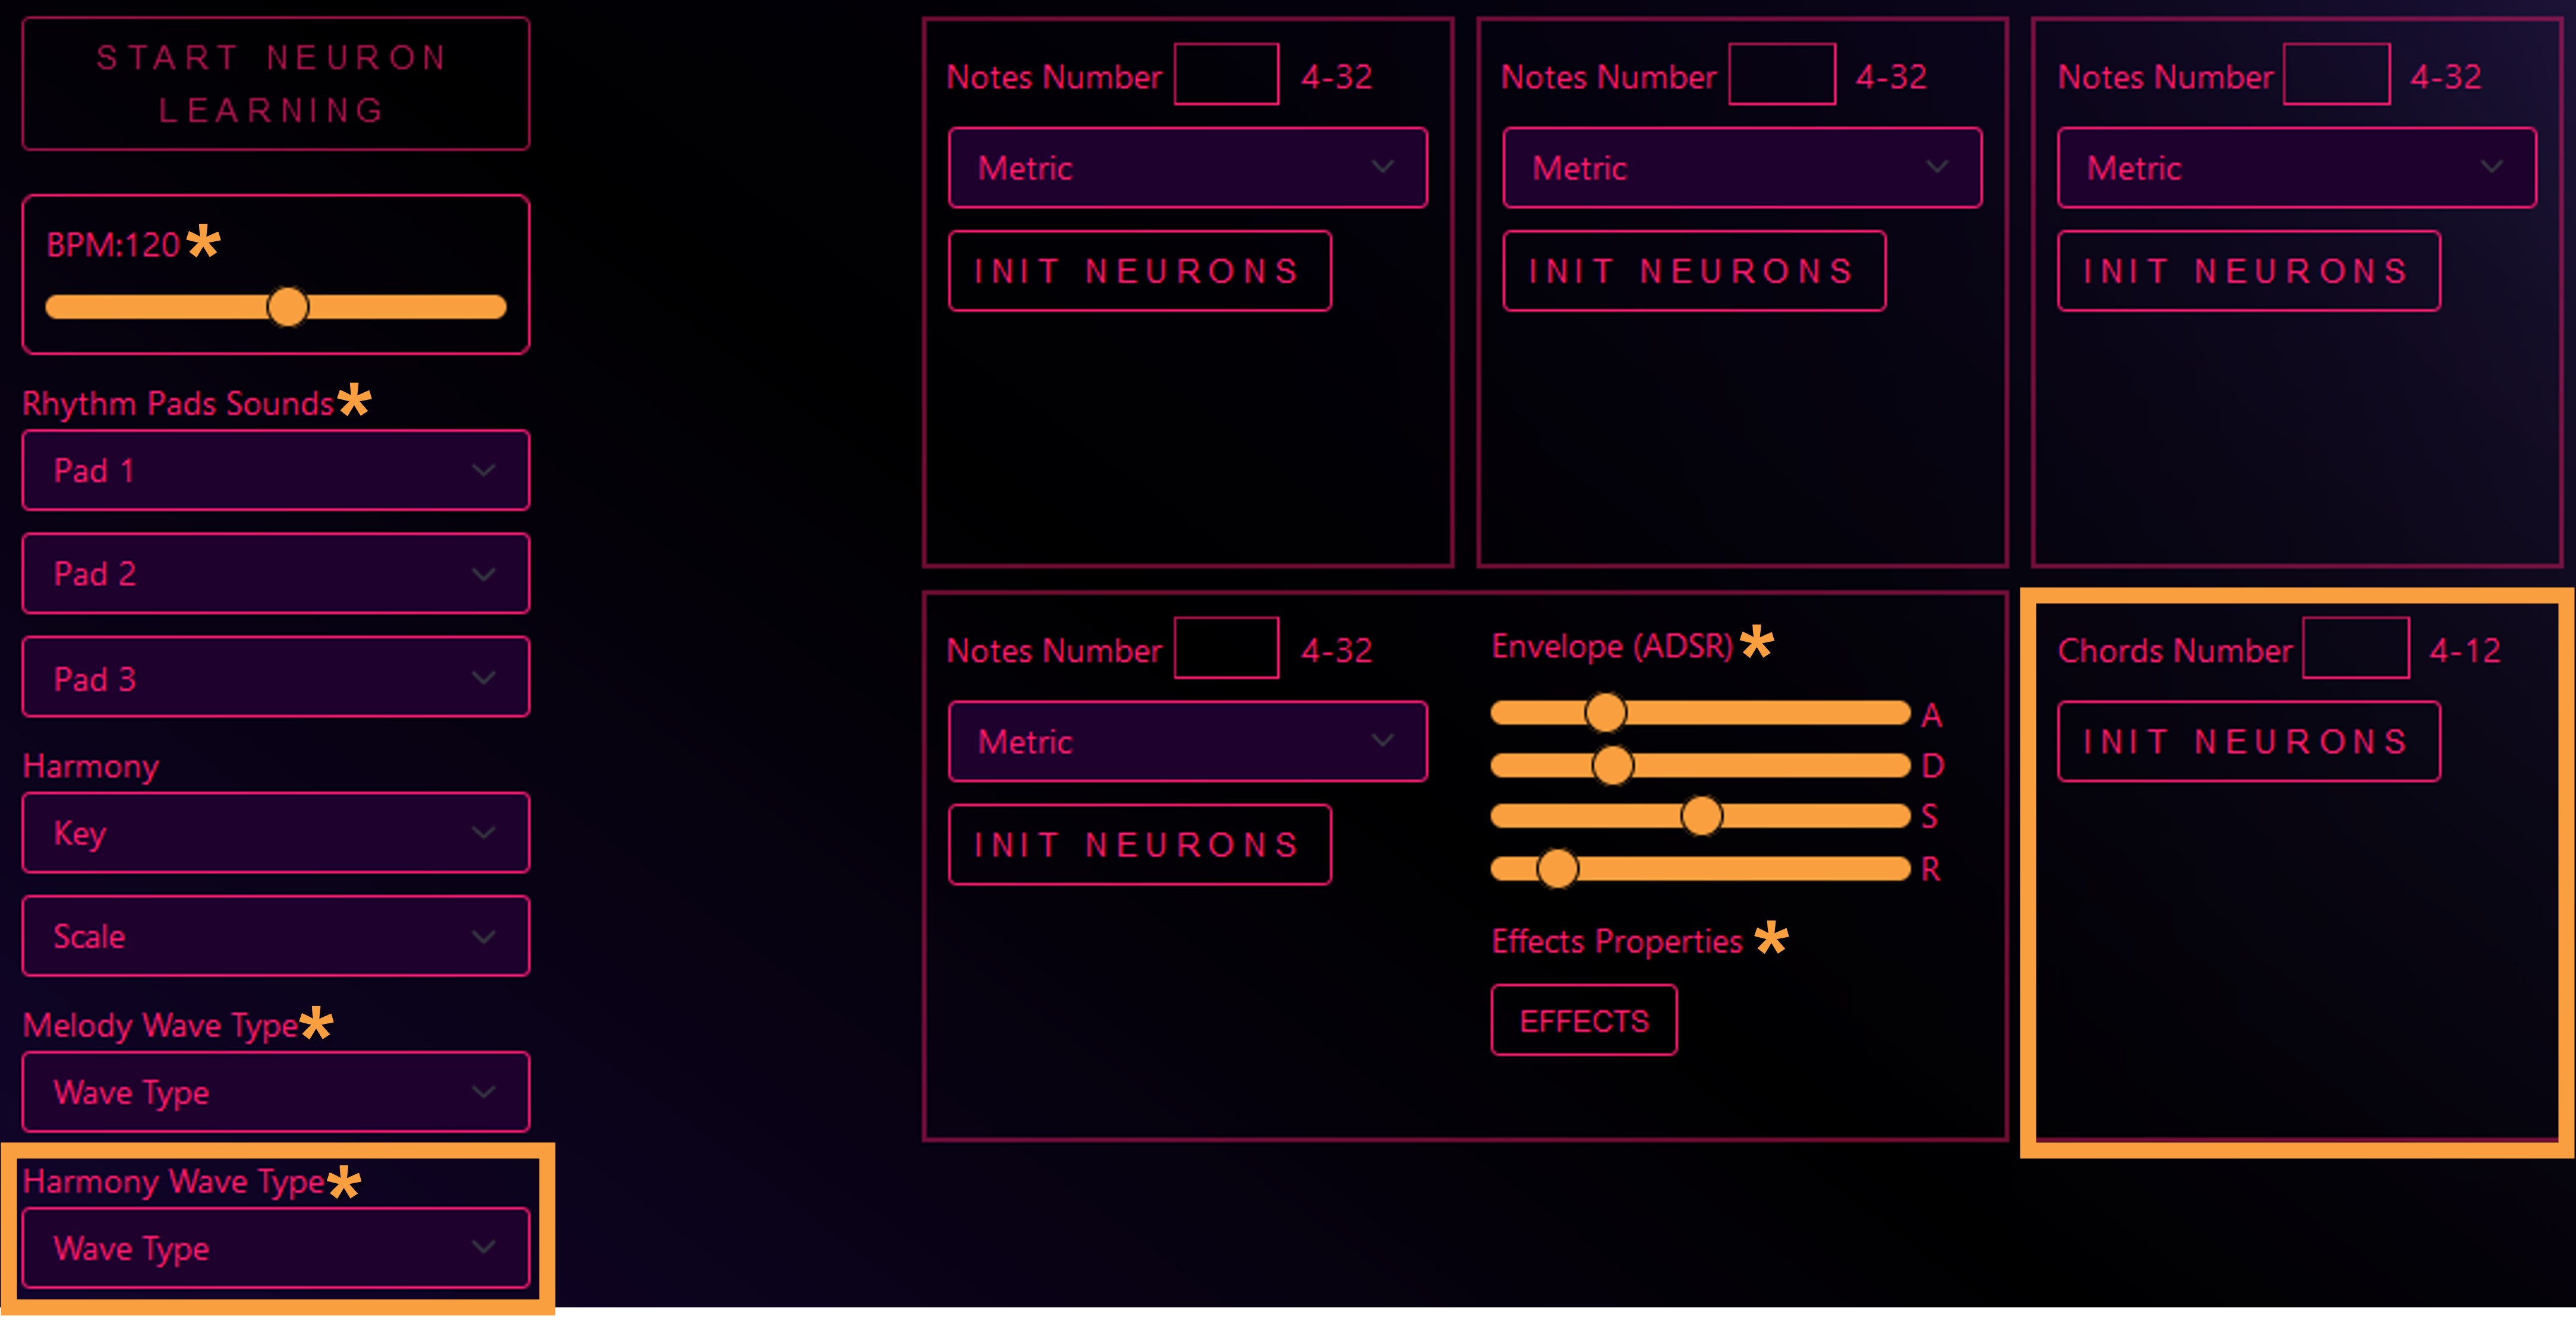 START NEURON
LEARNING
BPM:120*
Rhythm Pads Sounds*
Pad 1
Pad 2
Pad 3
Harmony
Key
Scale
Melody Wave Type*
Wave Type
Harmony Wave Type*
Wave Type
Notes Number 4-32
Metric
INIT NEURONS
Notes Number 4-32
Metric
INIT NEURONS
Notes Number 4-32
Metric
INIT NEURONS
Notes Number 4-32
Metric
INIT NEURONS
Envelope (ADSR) *
A
D
S
R
Effects Properties *
EFFECTS
Chords Number 4-12
INIT NEURONS